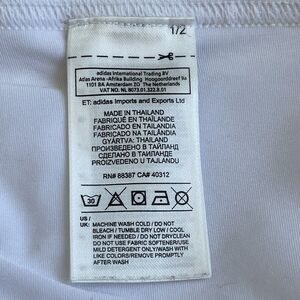 1/2
adidas International Trading BV
Atlas Arena -Afrika Building Hoogoorddreef 9a
1101 BA Amsterdam ZO The Netherlands
VAT NO. NL 8073.01.322.B.01
ET: adidas Imports and Exports Ltd
MADE IN THAILAND
FABRIQUÉ EN THAÏLANDE
FABRICADO EN TAILANDIA
FABRICADO NA TAILÂNDIA
GYÁRTVA: THAILAND
ПРОИЗВЕДЕНО В ТАЙЛАНД
СДЕЛАНО В ТАИЛАНДЕ
PROIZVEDENO U TAJLANDU
RN# 88387 CA# 40312
30
US /
UK: MACHINE WASH COLD / DO NOT
BLEACH / TUMBLE DRY LOW / COOL
IRON IF NEEDED / DO NOT DRYCLEAN
DO NOT USE FABRIC SOFTENER/USE
MILD DETERGENT ONLY/WASH WITH
LIKE COLORS/REMOVE PROMPTLY
AFTER WASH